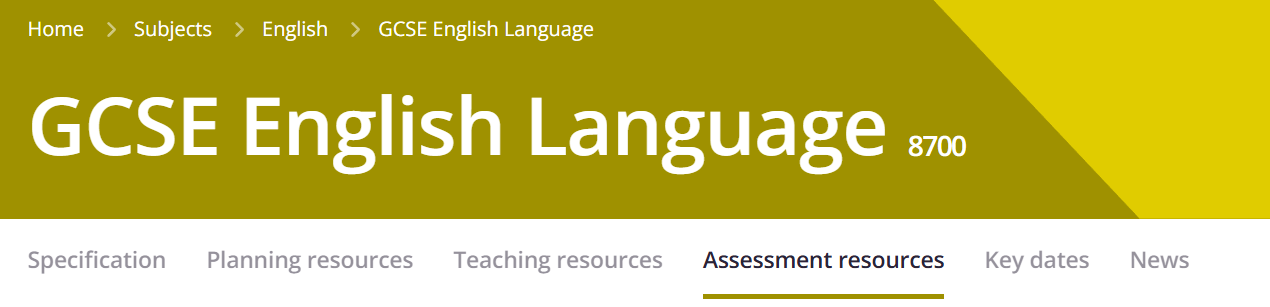 Home > Subjects > English > GCSE English Language
GCSE English Language 8700
Specification Planning resources Teaching resources Assessment resources Key dates News